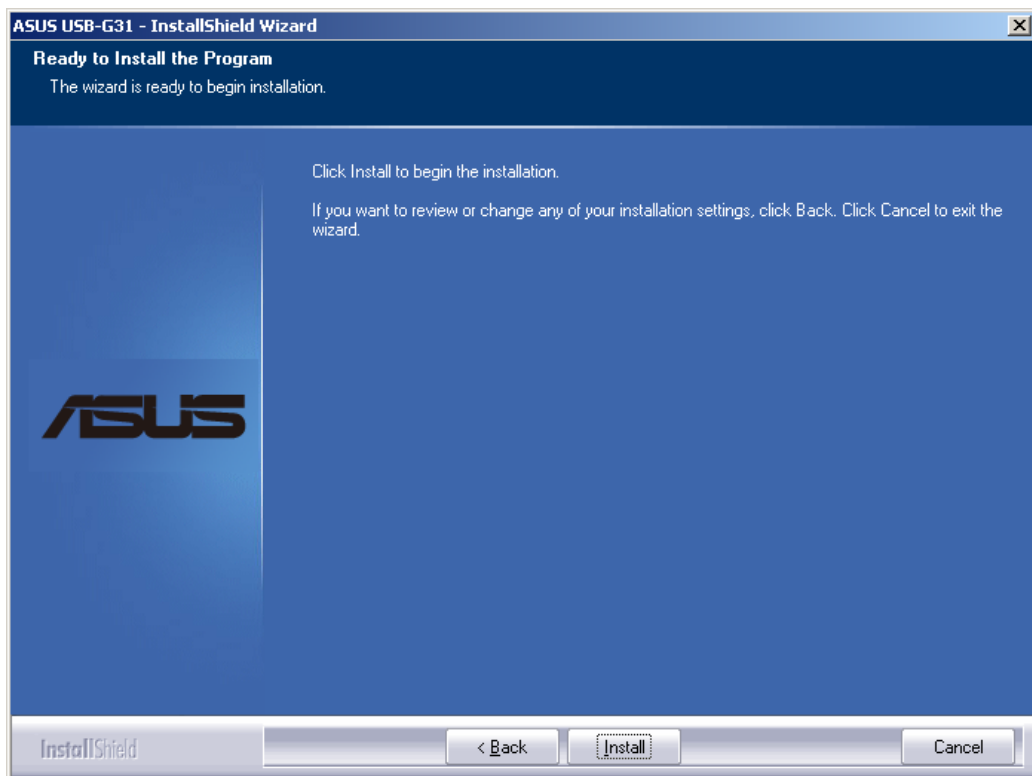 ASUS USB-G31 - InstallShield Wizard
Ready to Install the Program
The wizard is ready to begin installation.
Click Install to begin the installation.
If you want to review or change any of your installation settings, click Back. Click Cancel to exit the
wizard.
ASUS
InstallShield
< Back
Install
Cancel